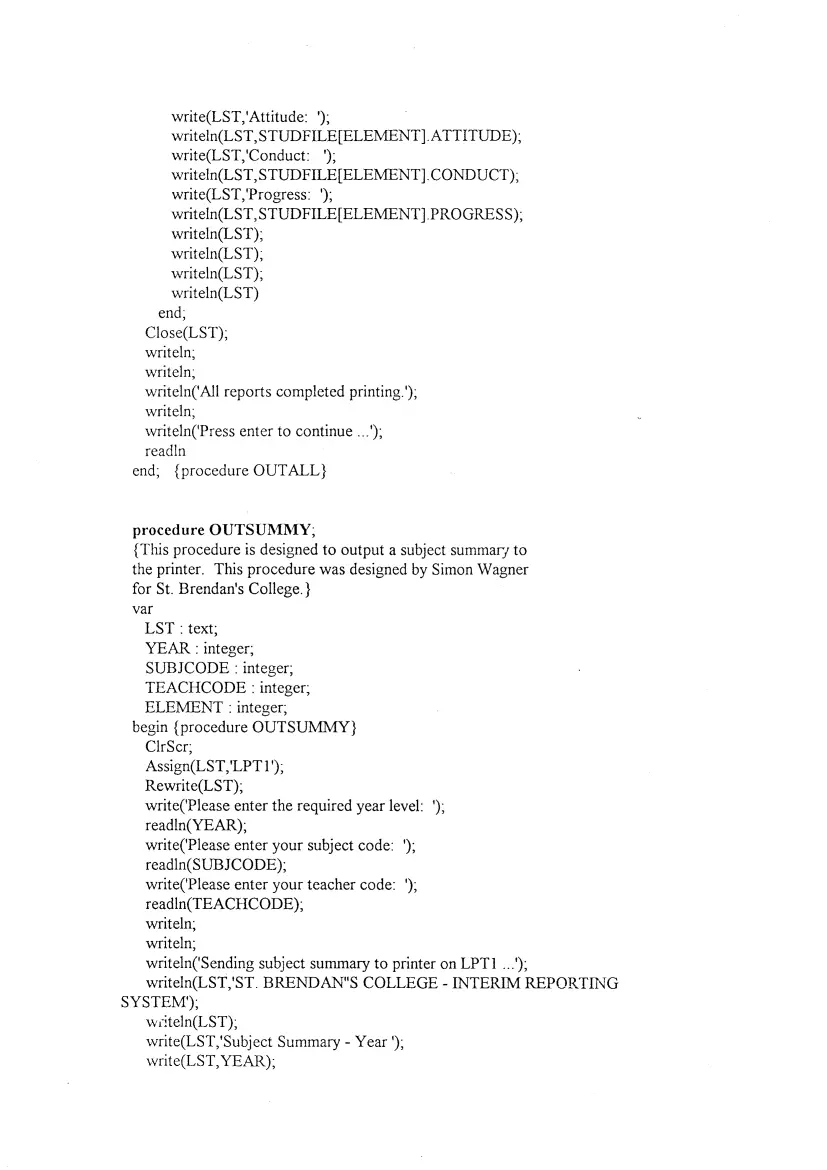 write(LST,'Attitude:  ');
writeln(LST,STUDFILE[ELEMENT].ATTITUDE);
write(LST,'Conduct:   ');
writeln(LST,STUDFILE[ELEMENT].CONDUCT);
write(LST,'Progress:  ');
writeln(LST,STUDFILE[ELEMENT].PROGRESS);
writeln(LST);
writeln(LST);
writeln(LST);
writeln(LST)
end;
Close(LST);
writeln;
writeln;
writeln('All reports completed printing.');
writeln;
writeln('Press enter to continue ...');
readln
end;   {procedure OUTALL}
procedure OUTSUMMY;
{This procedure is designed to output a subject summary to
the printer.  This procedure was designed by Simon Wagner
for St. Brendan's College.}
var
LST : text;
YEAR : integer;
SUBJCODE : integer;
TEACHCODE : integer;
ELEMENT : integer;
begin {procedure OUTSUMMY}
ClrScr;
Assign(LST,'LPT1');
Rewrite(LST);
write('Please enter the required year level:  ');
readln(YEAR);
write('Please enter your subject code:  ');
readln(SUBJCODE);
write('Please enter your teacher code:  ');
readln(TEACHCODE);
writeln;
writeln;
writeln('Sending subject summary to printer on LPT1 ...');
writeln(LST,'ST. BRENDAN''S COLLEGE - INTERIM REPORTING
SYSTEM');
writeln(LST);
write(LST,'Subject Summary - Year ');
write(LST,YEAR);